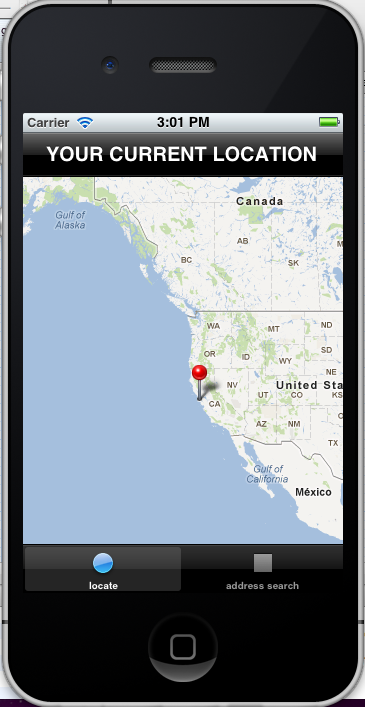 Carrier
3:01 PM
YOUR CURRENT LOCATION
Gulf of
Alaska
Canada
AB
BC
SK
WA
MT
ND
OR
ID
SD
WY
NE
NV
United Sta
UT
CO
KS
CA
AZ
NM
TX
Gulf of
California
México
locate
address search